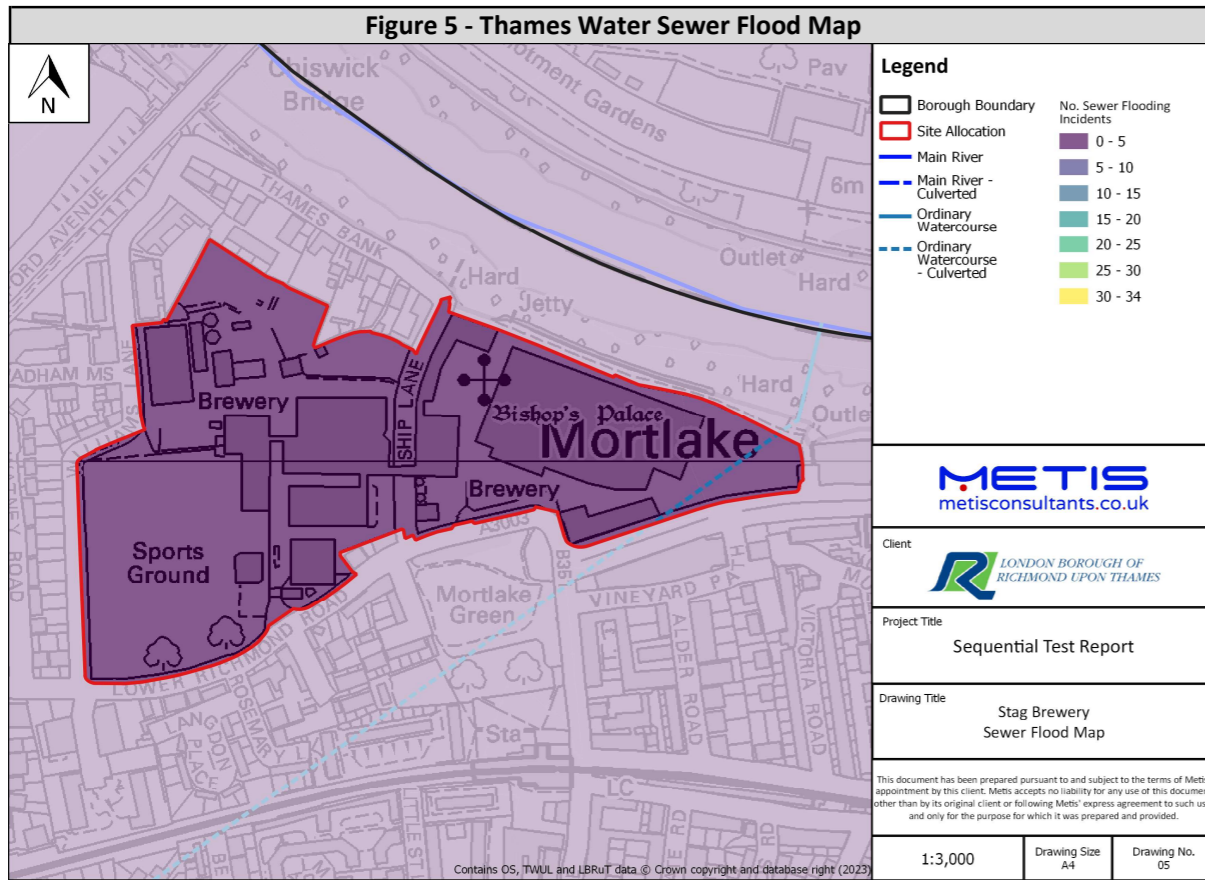 Figure 5 - Thames Water Sewer Flood Map
N
Chiswick
Bridge
Pav
6m
THAMES BANK
Outlet
Hard
Hard
Jetty
SHIP LANE
Hard
Outlet
Brewery
Bishop's Palace
Mortlake
Brewery
Sports
Ground
A3003
B35
Mortlake
Green
VINEYARD
LOWER RICHMOND ROAD
ALDER ROAD
VICTORIA ROAD
Sta
LC
Contains OS, TWUL and LBRuT data © Crown copyright and database right (2023)
Legend
Borough Boundary
Site Allocation
Main River
Main River -
Culverted
Ordinary
Watercourse
Ordinary
Watercourse
- Culverted
No. Sewer Flooding
Incidents
0 - 5
5 - 10
10 - 15
15 - 20
20 - 25
25 - 30
30 - 34
METIS
metisconsultants.co.uk
Client
LONDON BOROUGH OF
RICHMOND UPON THAMES
Project Title
Sequential Test Report
Drawing Title
Stag Brewery
Sewer Flood Map
This document has been prepared pursuant to and subject to the terms of Metis
appointment by this client. Metis accepts no liability for any use of this docume
other than by its original client or following Metis' express agreement to such us
and only for the purpose for which it was prepared and provided.
1:3,000
Drawing Size
A4
Drawing No.
05